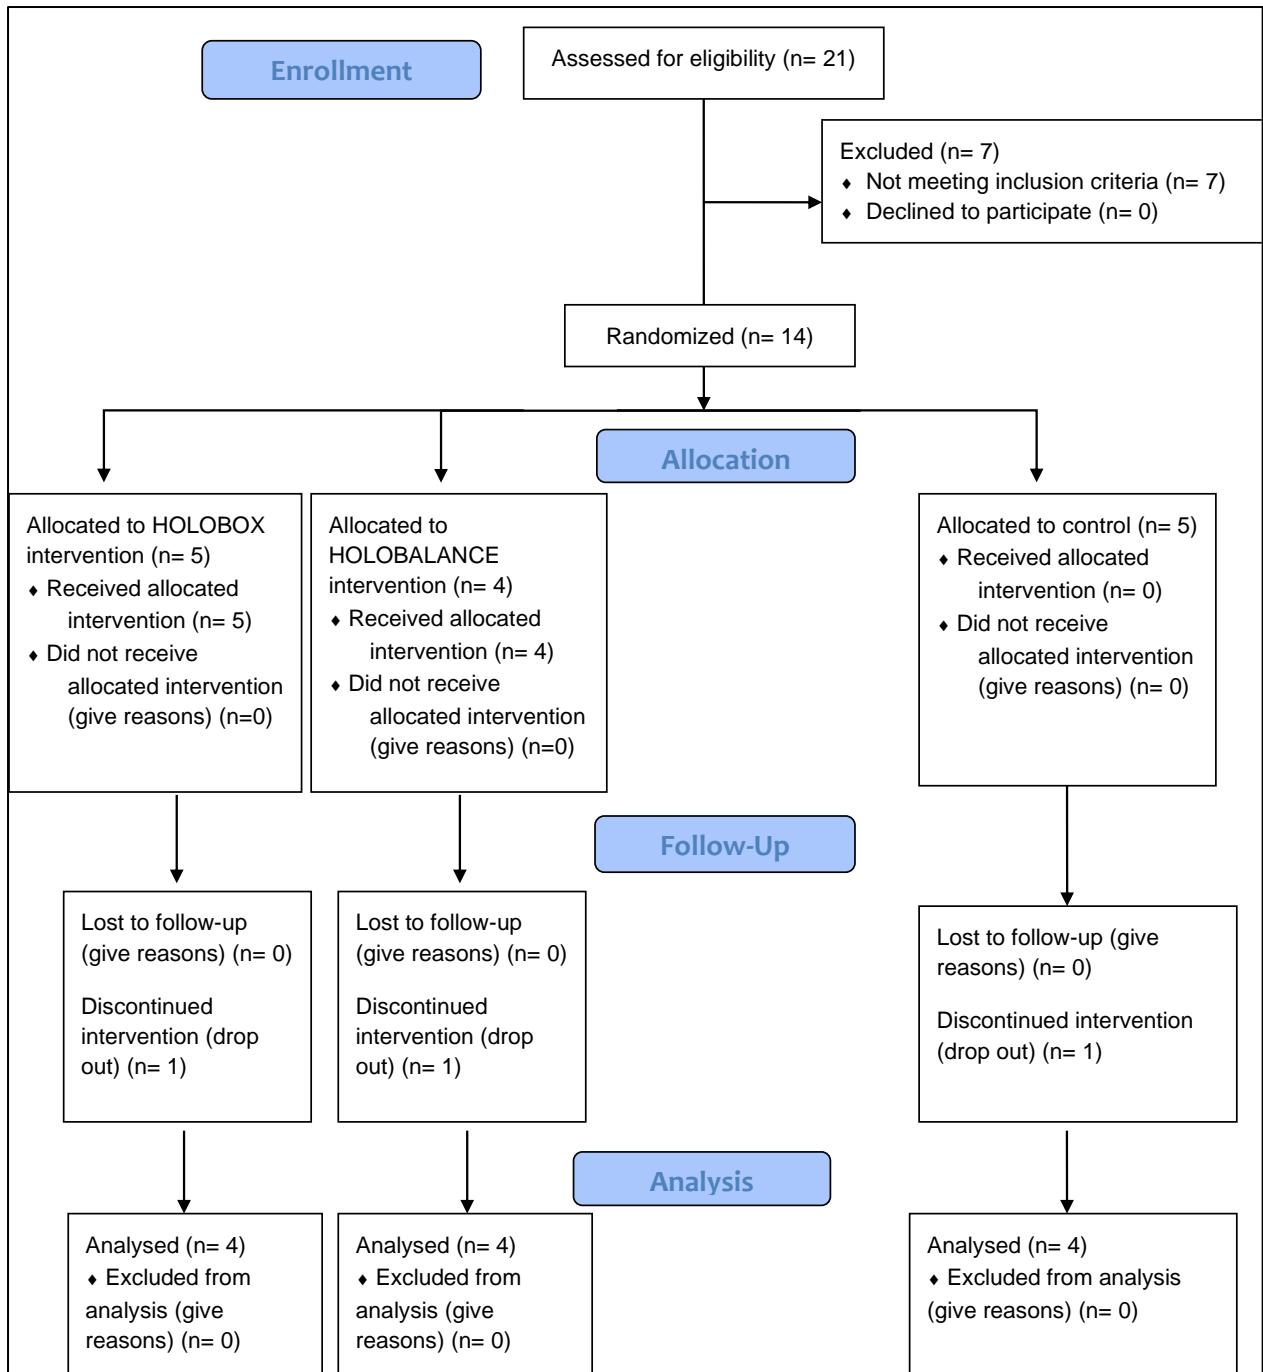 Enrollment
Assessed for eligibility (n= 21)
Excluded (n= 7)
♦ Not meeting inclusion criteria (n= 7)
♦ Declined to participate (n= 0)
Randomized (n= 14)
Allocation
Allocated to HOLOBOX
intervention (n= 5)
♦ Received allocated
intervention (n= 5)
♦ Did not receive
allocated intervention
(give reasons) (n=0)
Allocated to
HOLOBALANCE
intervention (n= 4)
♦ Received allocated
intervention (n= 4)
♦ Did not receive
allocated intervention
(give reasons) (n=0)
Allocated to control (n= 5)
♦ Received allocated
intervention (n= 0)
♦ Did not receive
allocated intervention
(give reasons) (n= 0)
Follow-Up
Lost to follow-up
(give reasons) (n= 0)
Discontinued
intervention (drop
out) (n= 1)
Lost to follow-up
(give reasons) (n= 0)
Discontinued
intervention (drop
out) (n= 1)
Lost to follow-up (give
reasons) (n= 0)
Discontinued intervention
(drop out) (n= 1)
Analysis
Analysed (n= 4)
♦ Excluded from
analysis (give
reasons) (n= 0)
Analysed (n= 4)
♦ Excluded from
analysis (give
reasons) (n= 0)
Analysed (n= 4)
♦ Excluded from analysis
(give reasons) (n= 0)